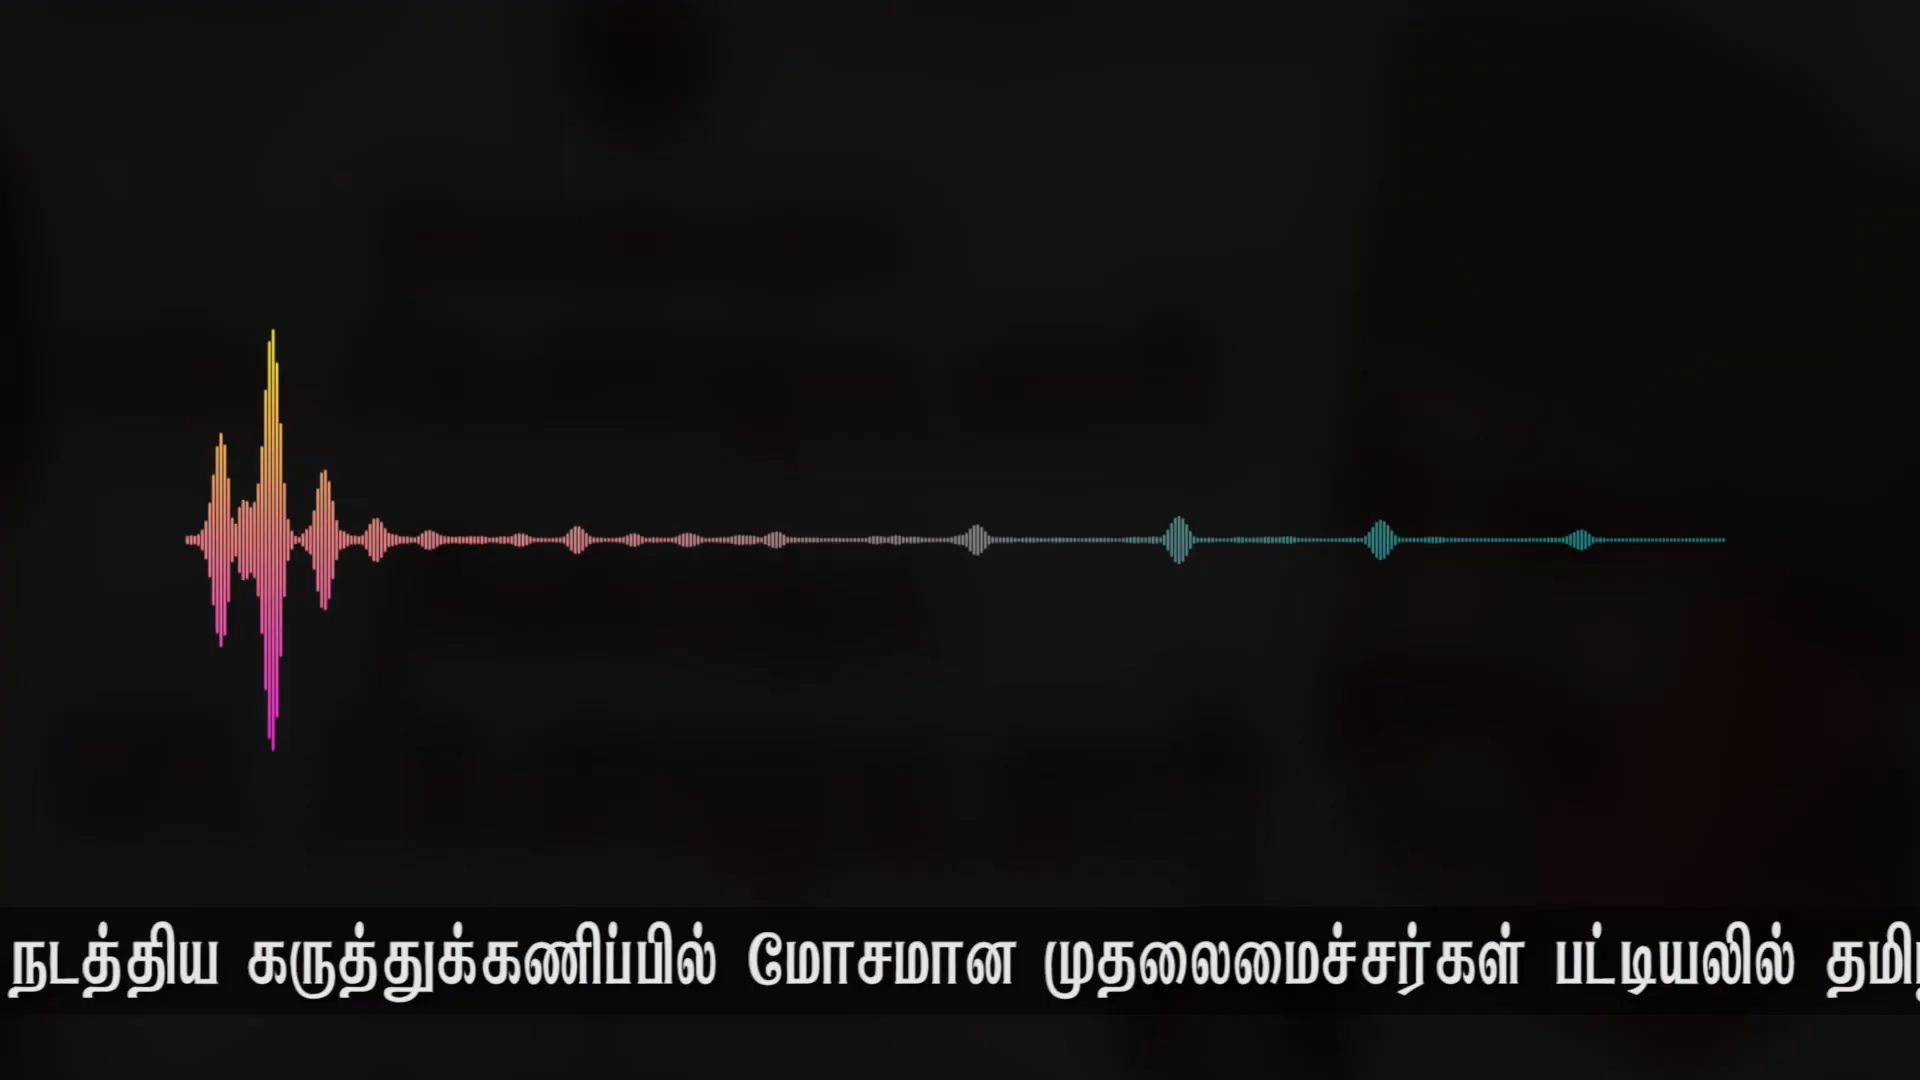 நடத்திய கருத்துக்கணிப்பில் மோசமான முதலைமைச்சர்கள் பட்டியலில்